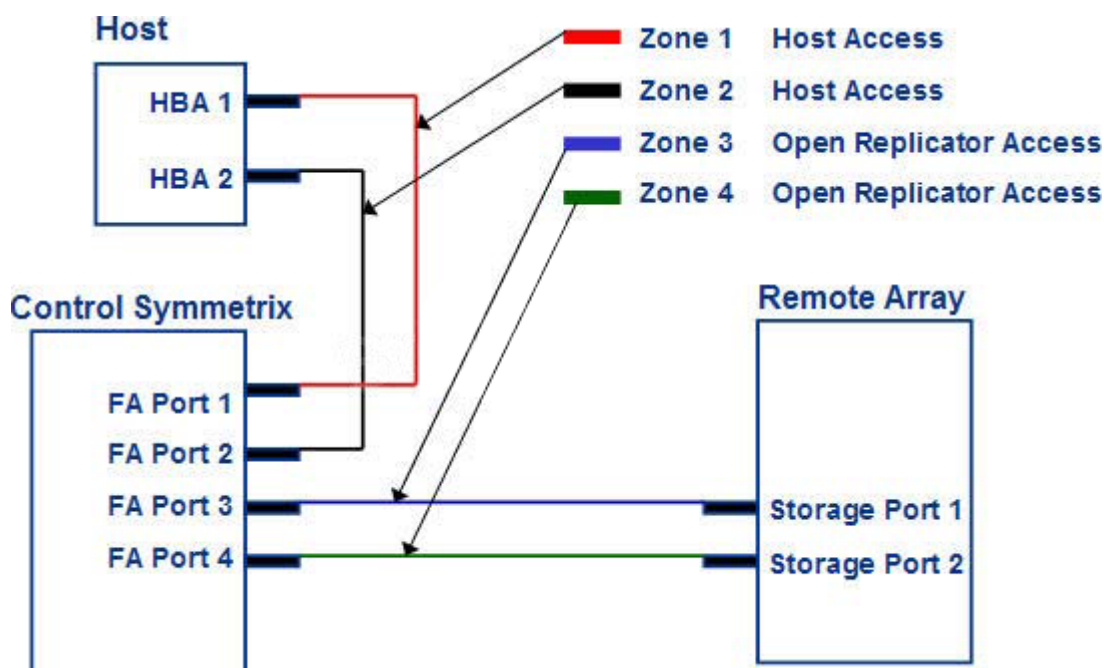 Host
HBA 1
HBA 2
Zone 1 Host Access
Zone 2 Host Access
Zone 3 Open Replicator Access
Zone 4 Open Replicator Access
Control Symmetrix
FA Port 1
FA Port 2
FA Port 3
FA Port 4
Remote Array
Storage Port 1
Storage Port 2